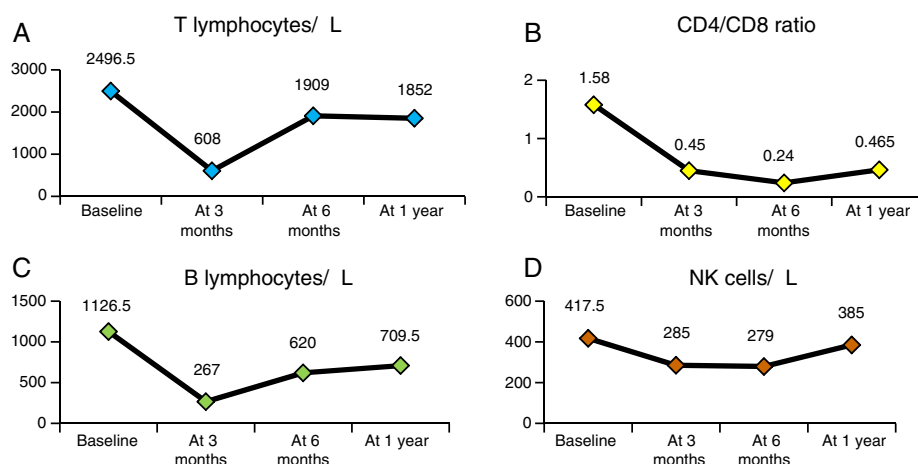 A
T lymphocytes/ L
2496.5
608
1909
1852
3000
2000
1000
0
Baseline
At 3
months
At 6
months
At 1 year
B
CD4/CD8 ratio
1.58
0.45
0.24
0.465
2
1
0
Baseline
At 3
months
At 6
months
At 1 year
C
B lymphocytes/ L
1126.5
267
620
709.5
1500
1000
500
0
Baseline
At 3
months
At 6
months
At 1 year
D
NK cells/ L
417.5
285
279
385
600
400
200
0
Baseline
At 3
months
At 6
months
At 1 year